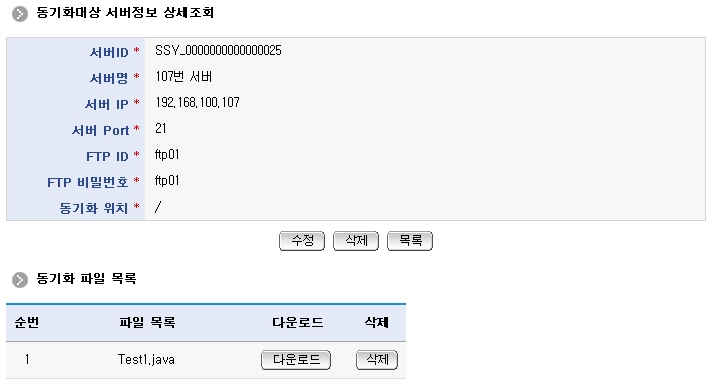 동기화대상 서버정보 상세조회
서버ID * SSY_0000000000000025
서버명 * 107번 서버
서버 IP * 192.168.100.107
서버 Port * 21
FTP ID * ftp01
FTP 비밀번호 * ftp01
동기화 위치 * /
수정 삭제 목록
동기화 파일 목록
순번 파일 목록 다운로드 삭제
1 Test1.java 다운로드 삭제